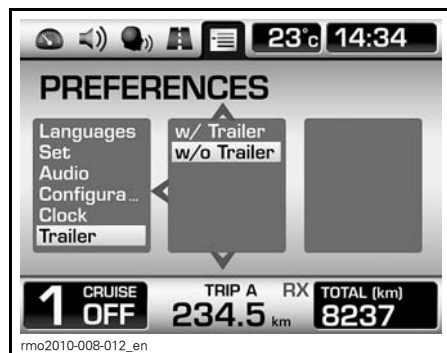 23°c 14:34
PREFERENCES
Languages
Set
Audio
Configura...
Clock
Trailer
w/ Trailer
w/o Trailer
1 CRUISE OFF
TRIP A
234.5 km
RX
TOTAL (km)
8237
rmo2010-008-012_en